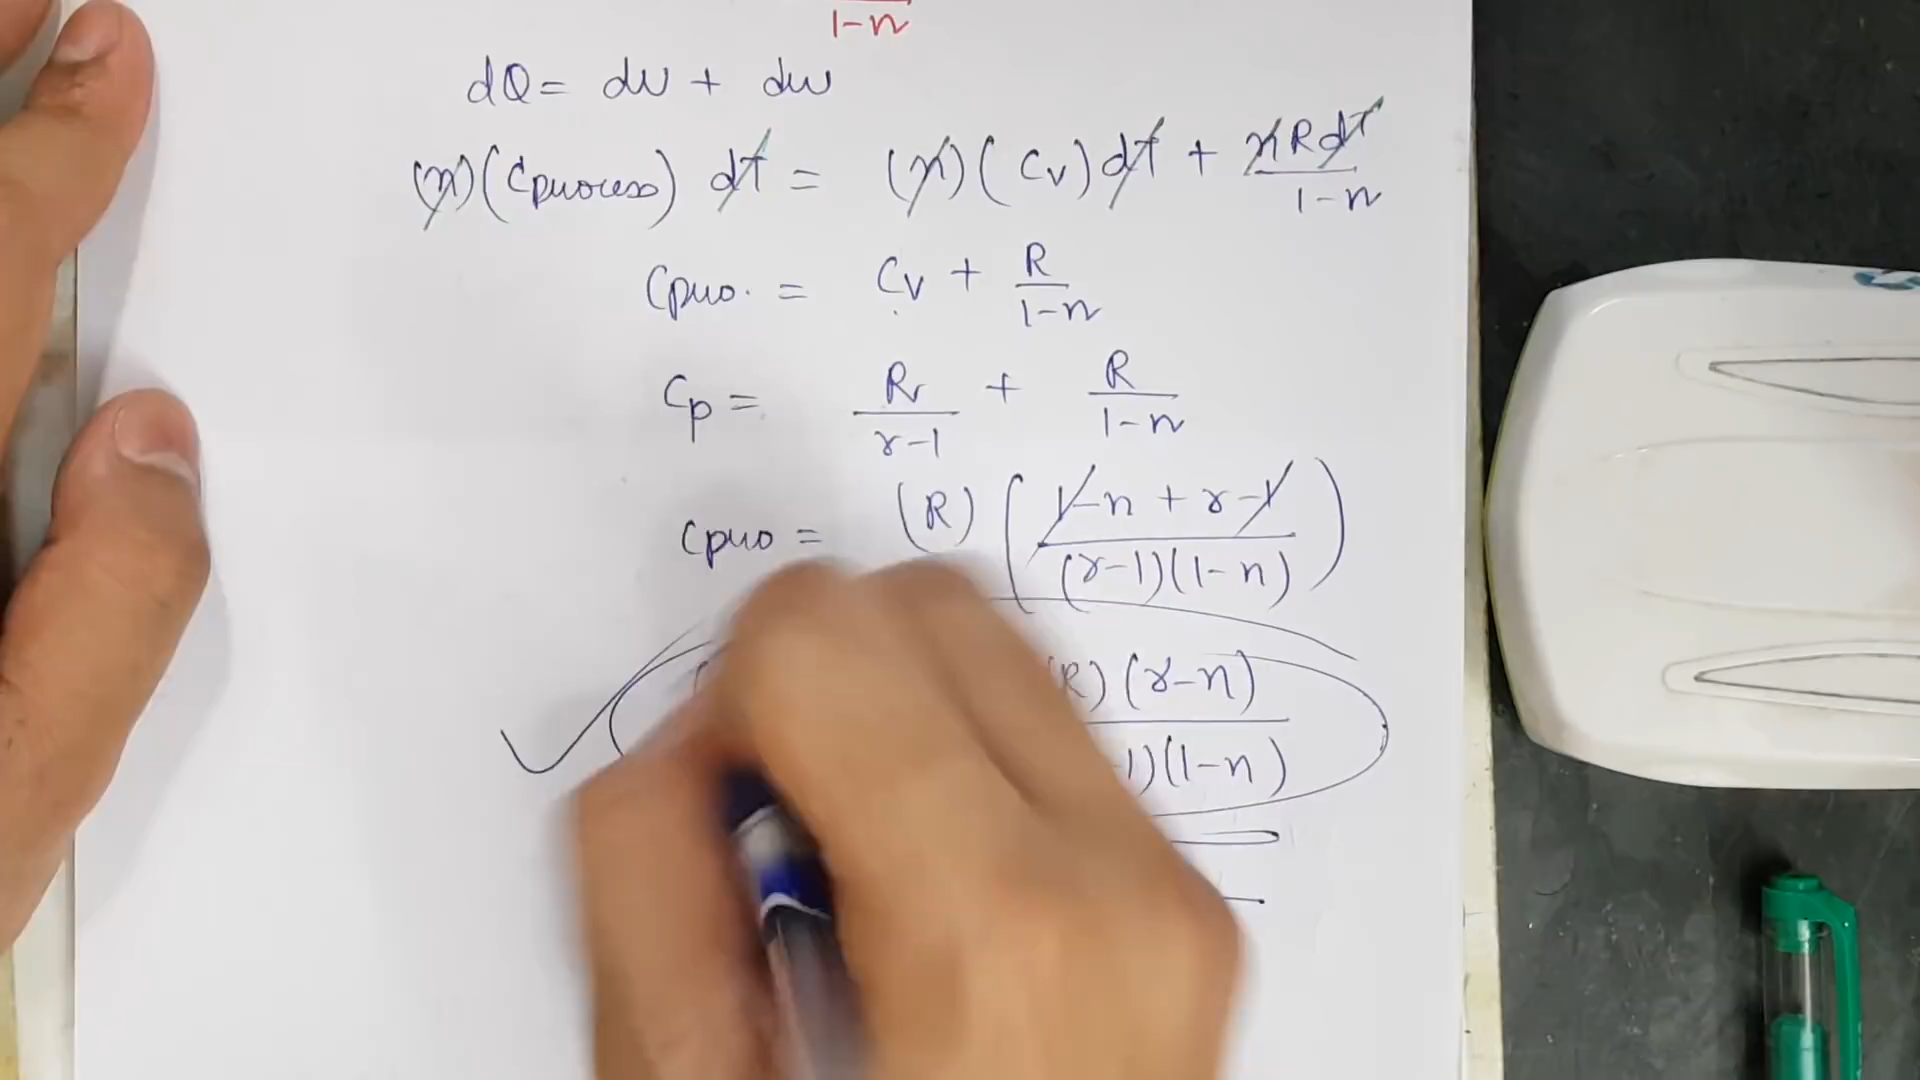 1-n
dQ = du + dw
(n)(Cprocess) dT = (n)(Cv)dT + nRdT/1-n
Cpro. = Cv + R/1-n
Cp = R/γ-1 + R/1-n
Cpro = (R) (1-n + γ-1/(γ-1)(1-n))
R)(γ-n)/-1)(1-n)